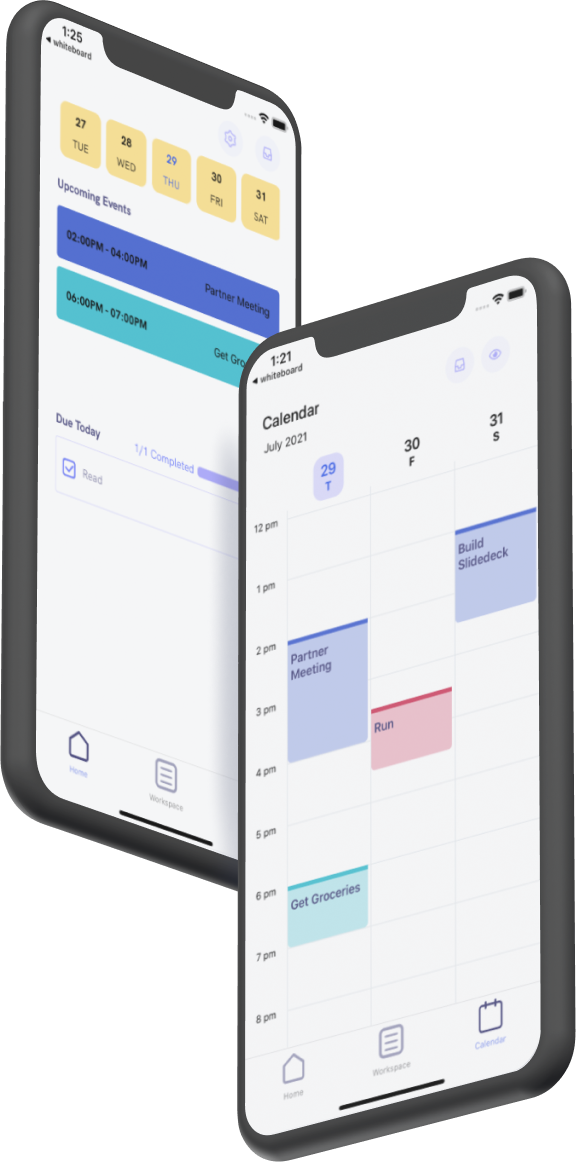 1:25
◀ whiteboard
27
TUE
28
WED
29
THU
30
FRI
31
SAT
Upcoming Events
02:00PM - 04:00PM
Partner Meeting
06:00PM - 07:00PM
Get Gro
Due Today
1/1 Completed
Read
Home
Workspace
1:21
◀ whiteboard
Calendar
July 2021
29
T
30
F
31
S
12 pm
1 pm
2 pm
3 pm
4 pm
5 pm
6 pm
7 pm
8 pm
Build
Slidedeck
Partner
Meeting
Run
Get Groceries
Home
Workspace
Calendar